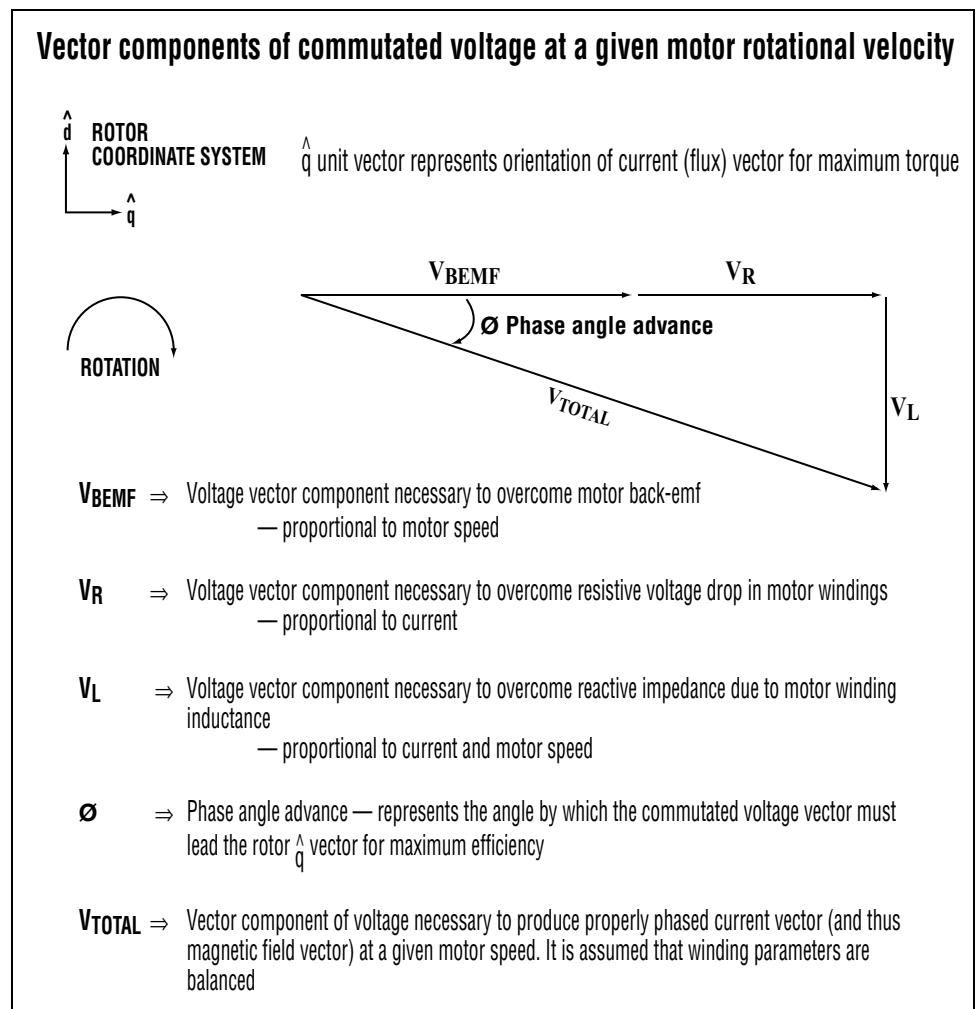 Vector components of commutated voltage at a given motor rotational velocity
d̂ ROTOR
COORDINATE SYSTEM
q̂
q̂ unit vector represents orientation of current (flux) vector for maximum torque
VBEMF
VR
Ø Phase angle advance
ROTATION
VTOTAL
VL
VBEMF ⇒ Voltage vector component necessary to overcome motor back-emf
— proportional to motor speed
VR ⇒ Voltage vector component necessary to overcome resistive voltage drop in motor windings
— proportional to current
VL ⇒ Voltage vector component necessary to overcome reactive impedance due to motor winding
inductance
— proportional to current and motor speed
Ø ⇒ Phase angle advance — represents the angle by which the commutated voltage vector must
lead the rotor q̂ vector for maximum efficiency
VTOTAL ⇒ Vector component of voltage necessary to produce properly phased current vector (and thus
magnetic field vector) at a given motor speed. It is assumed that winding parameters are
balanced